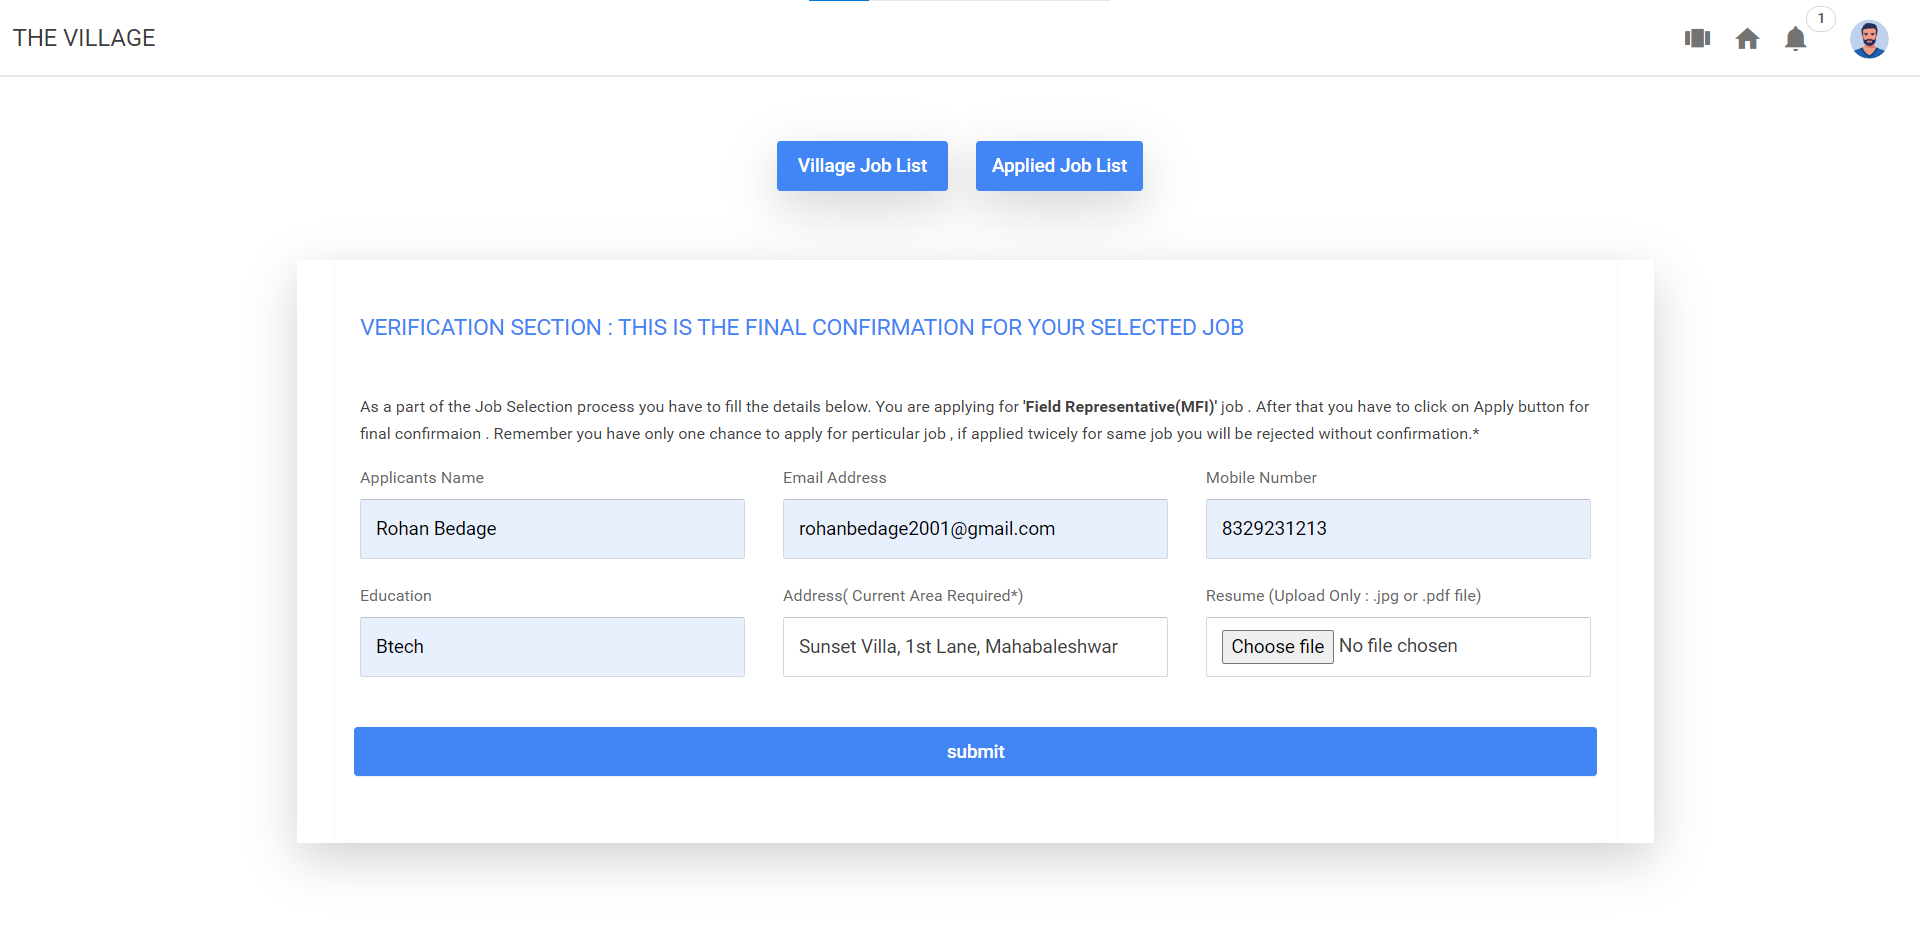 THE VILLAGE
1
Village Job List
Applied Job List
VERIFICATION SECTION : THIS IS THE FINAL CONFIRMATION FOR YOUR SELECTED JOB
As a part of the Job Selection process you have to fill the details below. You are applying for 'Field Representative(MFI)' job . After that you have to click on Apply button for
final confirmaion . Remember you have only one chance to apply for perticular job , if applied twicely for same job you will be rejected without confirmation.*
Applicants Name
Email Address
Mobile Number
Rohan Bedage
rohanbedage2001@gmail.com
8329231213
Education
Address( Current Area Required*)
Resume (Upload Only : .jpg or .pdf file)
Btech
Sunset Villa, 1st Lane, Mahabaleshwar
Choose file No file chosen
submit